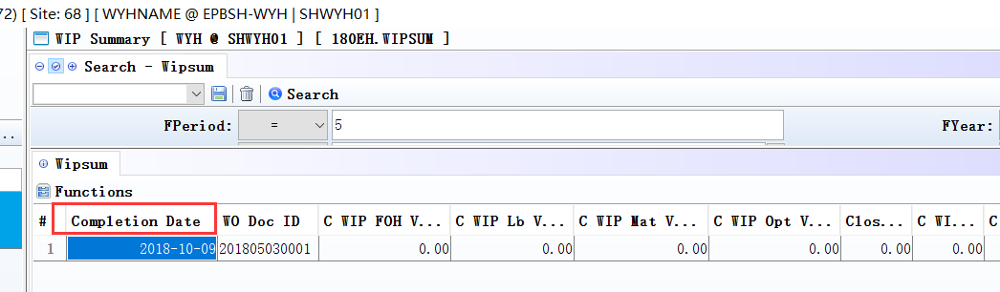 72) [ Site: 68 ] [ WYHNAME @ EPBSH-WYH | SHWYH01 ]
WIP Summary [ WYH @ SHWYH01 ] [ 180EH.WIPSUM ]
Search - Wipsum
Search
FPeriod: = 5 FYear:
..
Wipsum
Functions
# Completion Date WO Doc ID C WIP FOH V... C WIP Lb V... C WIP Mat V... C WIP Opt V... Clos... C WI... C
1 2018-10-09 201805030001 0.00 0.00 0.00 0.00 0.00 0.00